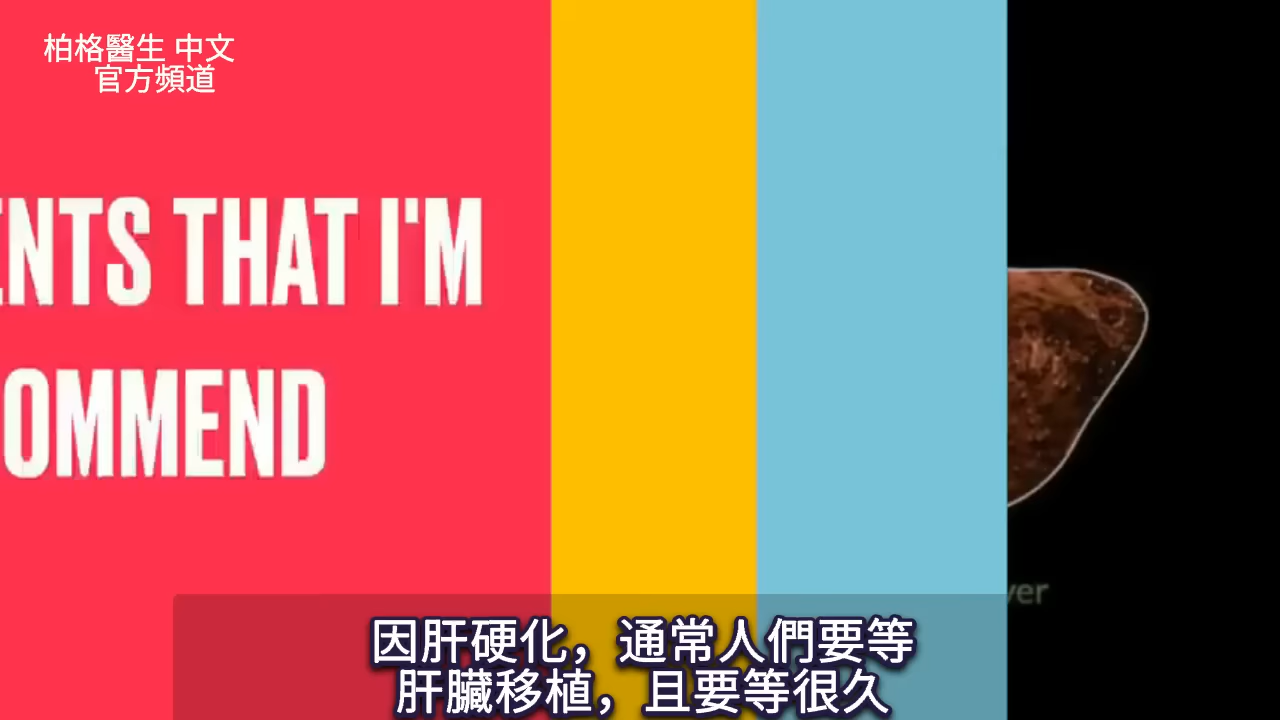 柏格醫生 中文
官方頻道
ENTS THAT I'M
OMMEND
ver
因肝硬化，通常人們要等
肝臟移植，且要等很久